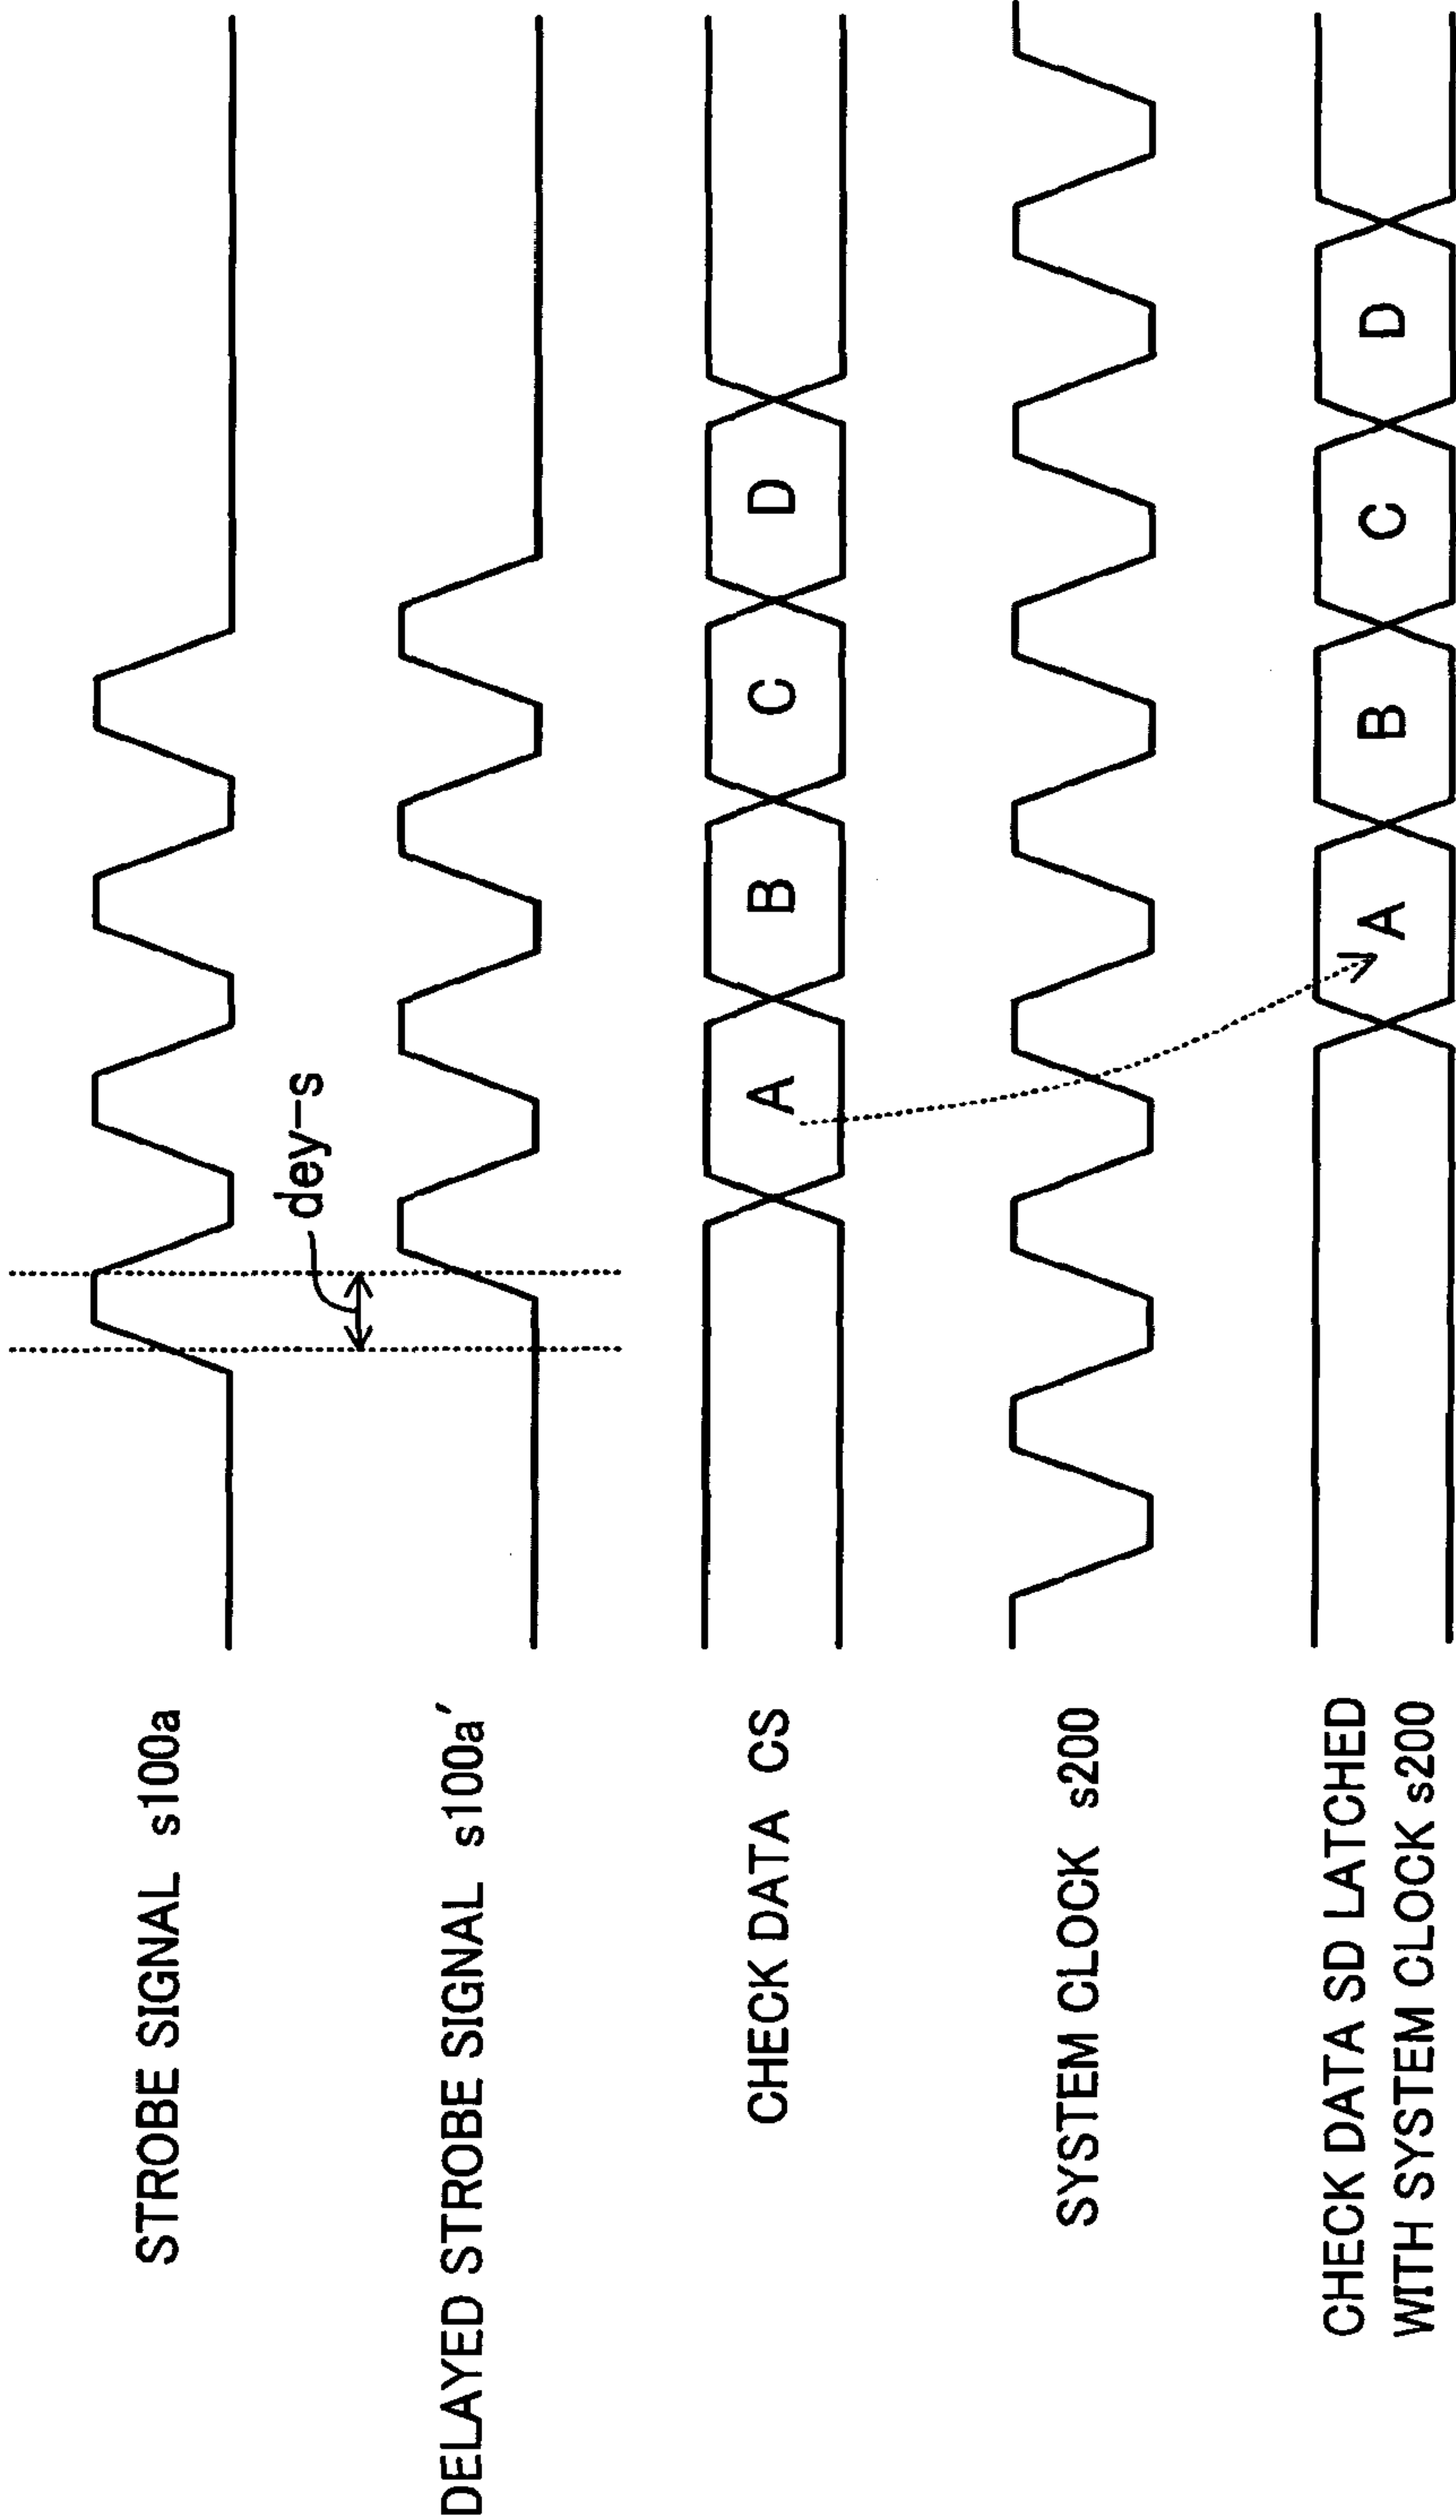 STROBE SIGNAL s100a
dey-s
DELAYED STROBE SIGNAL s100a′
CHECK DATA CS
A
B
C
D
SYSTEM CLOCK s200
CHECK DATA SD LATCHED
WITH SYSTEM CLOCK s200
A
B
C
D